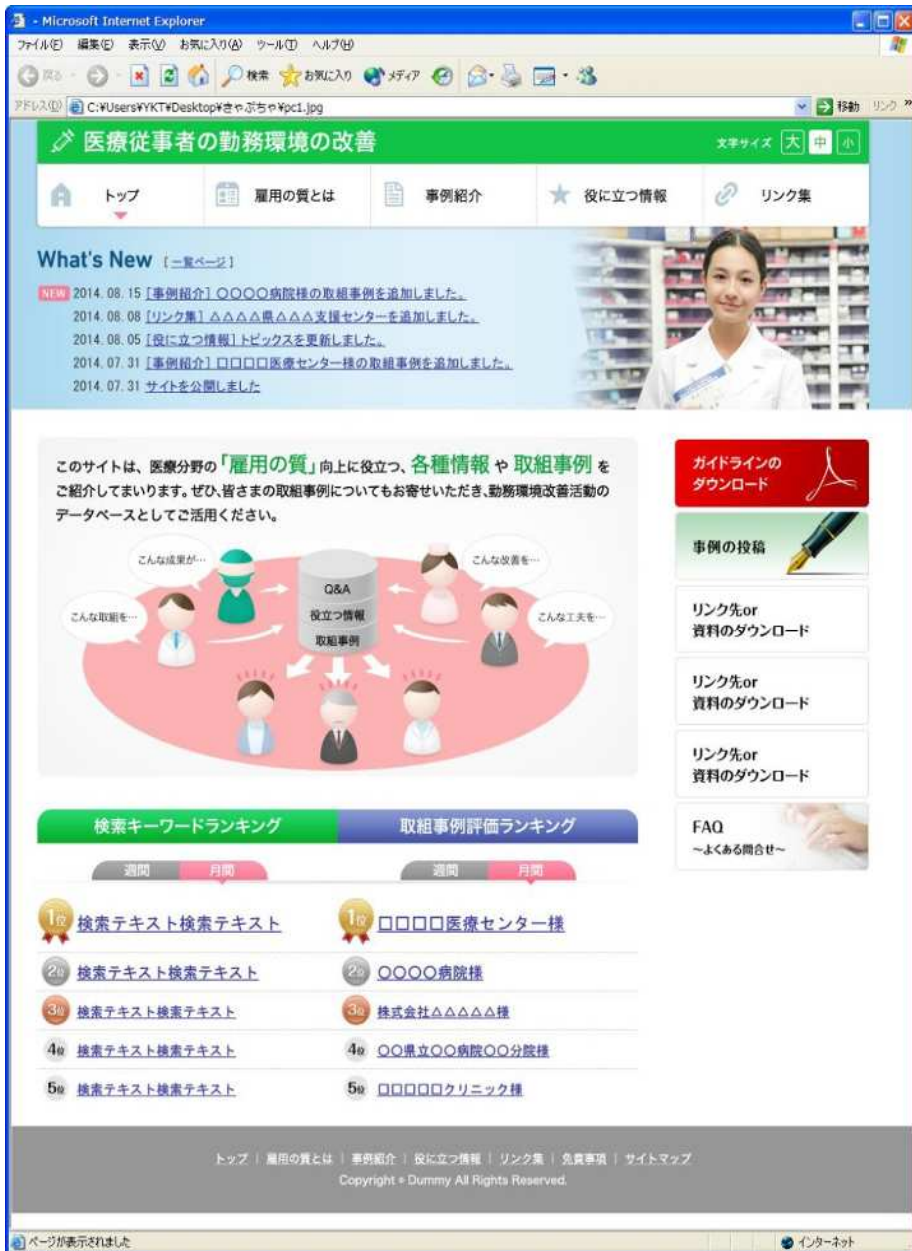 - Microsoft Internet Explorer
ファイル(F) 編集(E) 表示(V) お気に入り(A) ツール(T) ヘルプ(H)
戻る 検索 お気に入り メディア
アドレス(D) C:¥Users¥YKT¥Desktop¥きゃぷちゃ¥pc1.jpg 移動 リンク »
医療従事者の勤務環境の改善
文字サイズ 大 中 小
トップ 雇用の質とは 事例紹介 役に立つ情報 リンク集
What's New [一覧ページ]
NEW 2014. 08. 15 [事例紹介] 〇〇〇〇病院様の取組事例を追加しました。
2014. 08. 08 [リンク集] △△△△県△△△支援センターを追加しました。
2014. 08. 05 [役に立つ情報] トピックスを更新しました。
2014. 07. 31 [事例紹介] □□□□医療センター様の取組事例を追加しました。
2014. 07. 31 サイトを公開しました
このサイトは、医療分野の「雇用の質」向上に役立つ、各種情報 や 取組事例 を
ご紹介してまいります。ぜひ、皆さまの取組事例についてもお寄せいただき、勤務環境改善活動の
データベースとしてご活用ください。
こんな成果が…
こんな改善を…
こんな取組を…
こんな工夫を…
Q&A
役立つ情報
取組事例
ガイドラインの
ダウンロード
事例の投稿
リンク先or
資料のダウンロード
リンク先or
資料のダウンロード
リンク先or
資料のダウンロード
FAQ
～よくある問合せ～
検索キーワードランキング 取組事例評価ランキング
週間 月間 週間 月間
1位 検索テキスト検索テキスト 1位 □□□□医療センター様
2位 検索テキスト検索テキスト 2位 〇〇〇〇病院様
3位 検索テキスト検索テキスト 3位 株式会社△△△△△様
4位 検索テキスト検索テキスト 4位 〇〇県立〇〇病院〇〇分院様
5位 検索テキスト検索テキスト 5位 □□□□□クリニック様
トップ | 雇用の質とは | 事例紹介 | 役に立つ情報 | リンク集 | 免責事項 | サイトマップ
Copyright © Dummy All Rights Reserved.
ページが表示されました インターネット